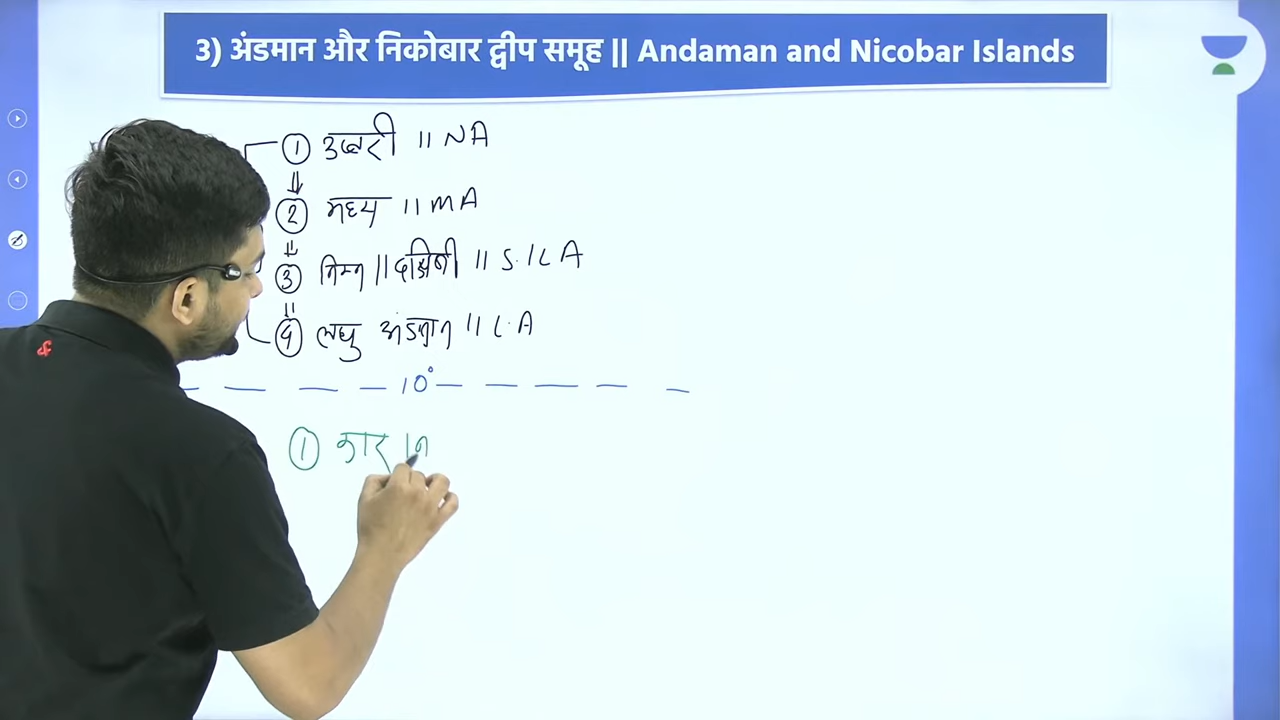 3) अंडमान और निकोबार द्वीप समूह || Andaman and Nicobar Islands
① उत्तरी || NA
② मध्य || MA
③ निम्न || दक्षिणी || S./LA
④ लघु अंडमान || L.A
10°
① कार नि